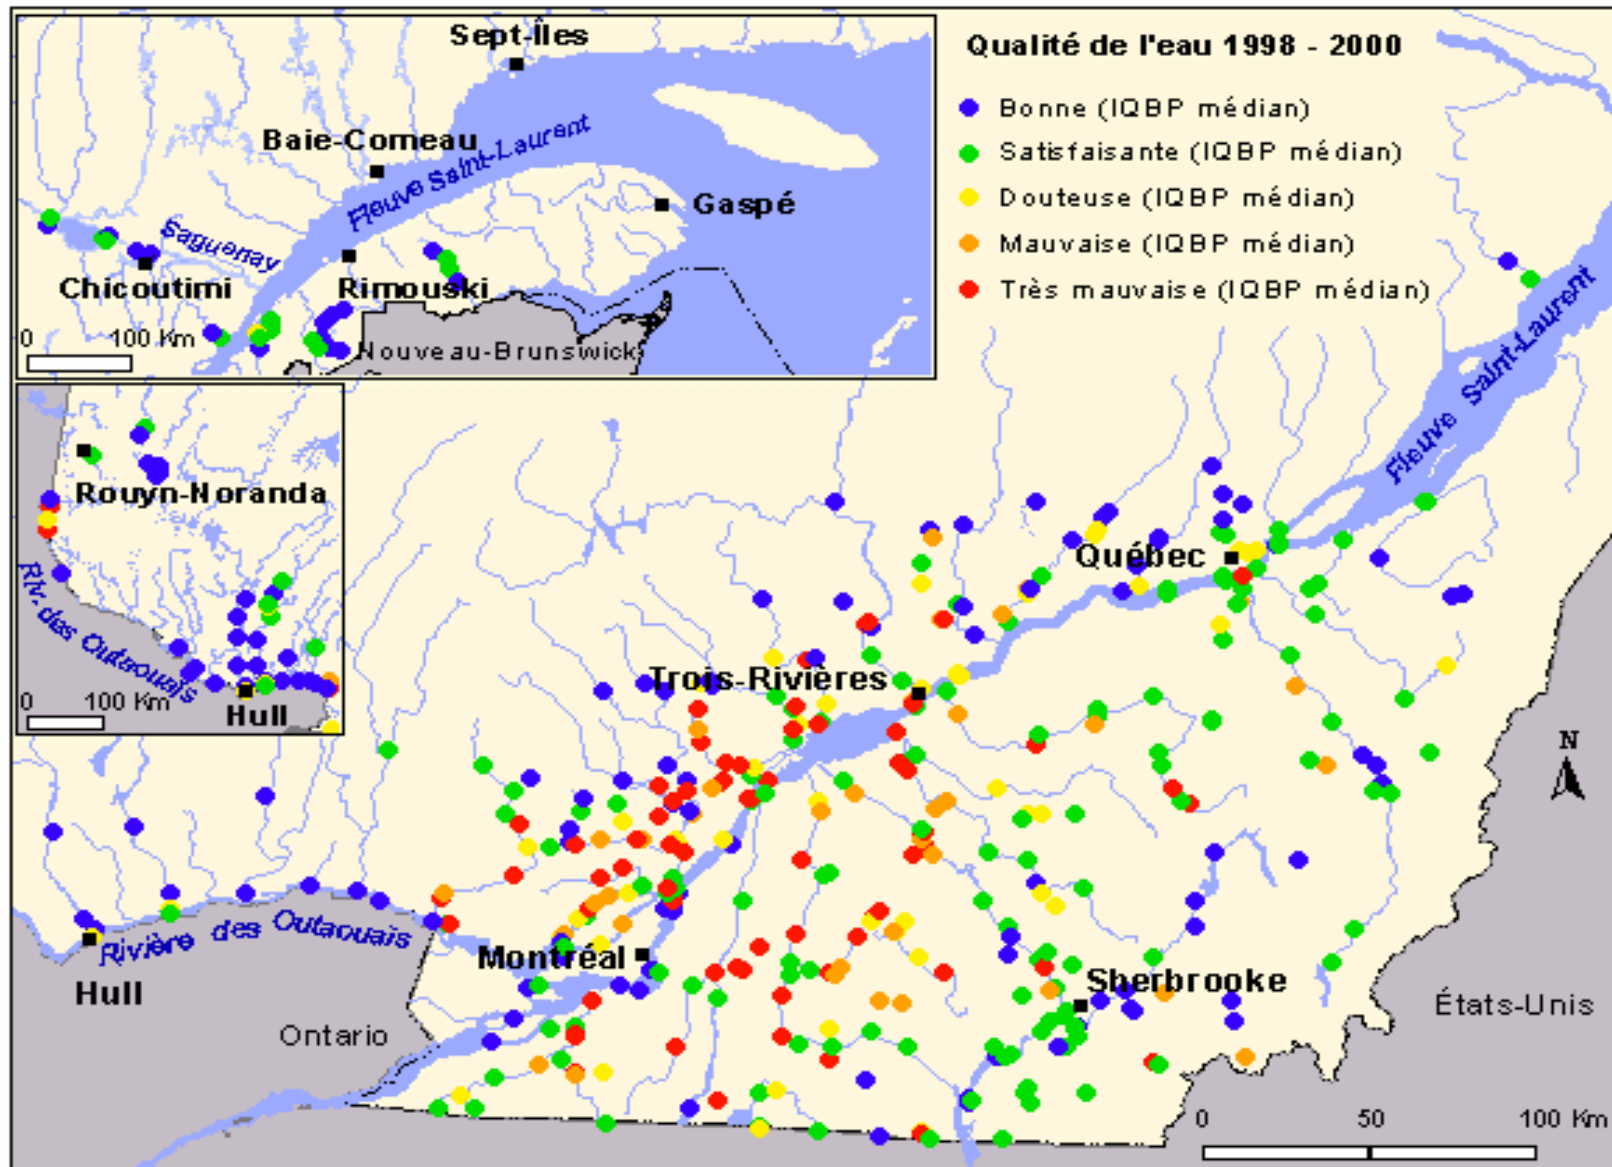 Qualité de l'eau 1998 - 2000
Bonne (IQBP médian)
Satisfaisante (IQBP médian)
Douteuse (IQBP médian)
Mauvaise (IQBP médian)
Très mauvaise (IQBP médian)
Sept-Îles
Baie-Comeau
Fleuve Saint-Laurent
Gaspé
Saguenay
Chicoutimi
Rimouski
0 100 Km
Nouveau-Brunswick
Rouyn-Noranda
Riv. des Outaouais
0 100 Km
Hull
Fleuve Saint-Laurent
Québec
Trois-Rivières
N
Rivière des Outaouais
Montréal
Hull
Sherbrooke
États-Unis
Ontario
0 50 100 Km